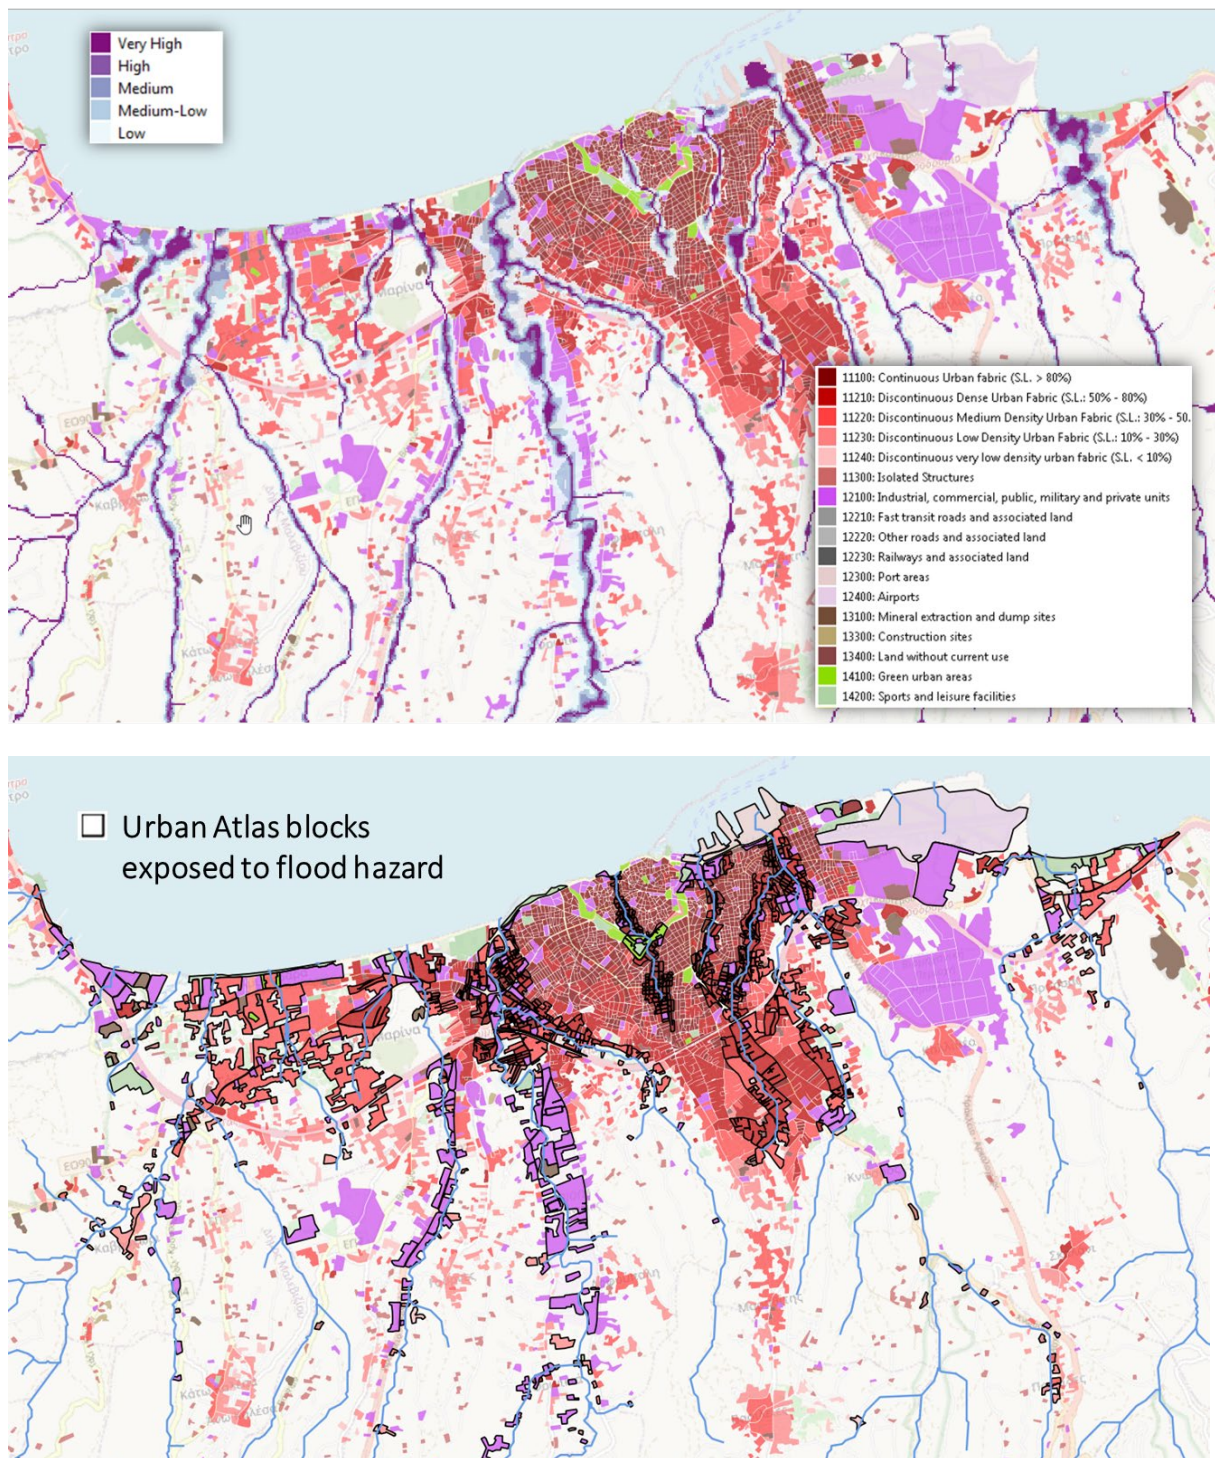 Very High
High
Medium
Medium-Low
Low
11100: Continuous Urban fabric (S.L. > 80%)
11210: Discontinuous Dense Urban Fabric (S.L.: 50% - 80%)
11220: Discontinuous Medium Density Urban Fabric (S.L.: 30% - 50.
11230: Discontinuous Low Density Urban Fabric (S.L.: 10% - 30%)
11240: Discontinuous very low density urban fabric (S.L. < 10%)
11300: Isolated Structures
12100: Industrial, commercial, public, military and private units
12210: Fast transit roads and associated land
12220: Other roads and associated land
12230: Railways and associated land
12300: Port areas
12400: Airports
13100: Mineral extraction and dump sites
13300: Construction sites
13400: Land without current use
14100: Green urban areas
14200: Sports and leisure facilities
Urban Atlas blocks
exposed to flood hazard